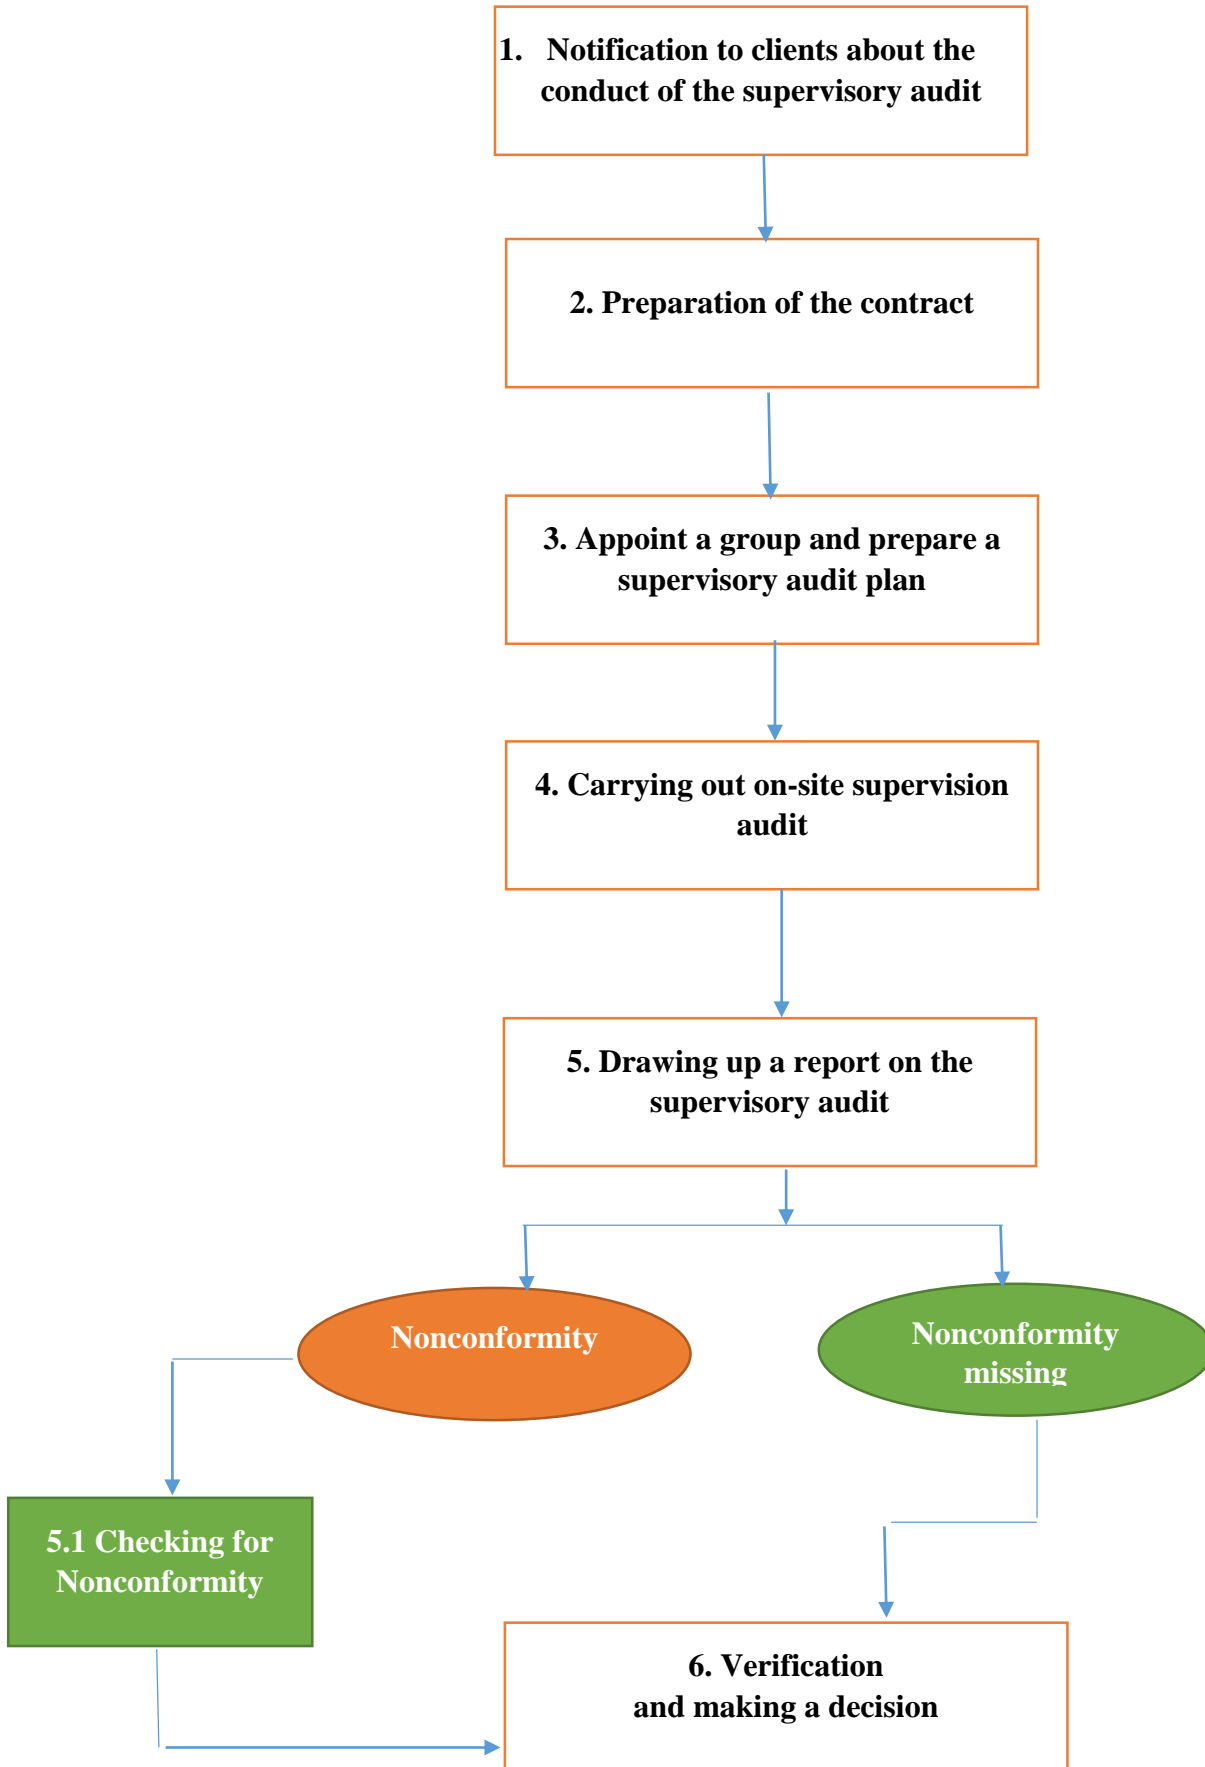 1. Notification to clients about the
conduct of the supervisory audit
2. Preparation of the contract
3. Appoint a group and prepare a
supervisory audit plan
4. Carrying out on-site supervision
audit
5. Drawing up a report on the
supervisory audit
Nonconformity
Nonconformity
missing
5.1 Checking for
Nonconformity
6. Verification
and making a decision